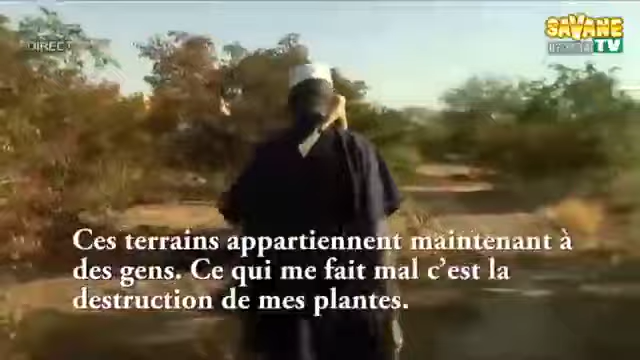 DIRECT
SAVANE
TV
Ces terrains appartiennent maintenant à
des gens. Ce qui me fait mal c’est la
destruction de mes plantes.